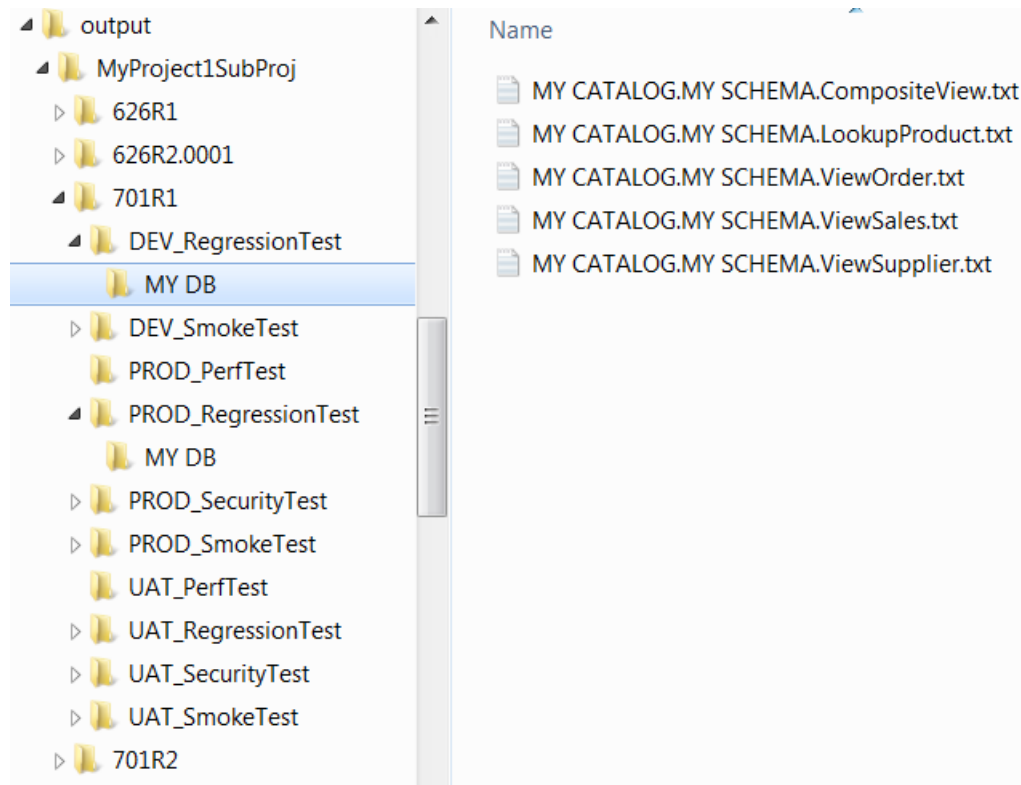 output
MyProject1SubProj
626R1
626R2.0001
701R1
DEV_RegressionTest
MY DB
DEV_SmokeTest
PROD_PerfTest
PROD_RegressionTest
MY DB
PROD_SecurityTest
PROD_SmokeTest
UAT_PerfTest
UAT_RegressionTest
UAT_SecurityTest
UAT_SmokeTest
701R2
Name
MY CATALOG.MY SCHEMA.CompositeView.txt
MY CATALOG.MY SCHEMA.LookupProduct.txt
MY CATALOG.MY SCHEMA.ViewOrder.txt
MY CATALOG.MY SCHEMA.ViewSales.txt
MY CATALOG.MY SCHEMA.ViewSupplier.txt